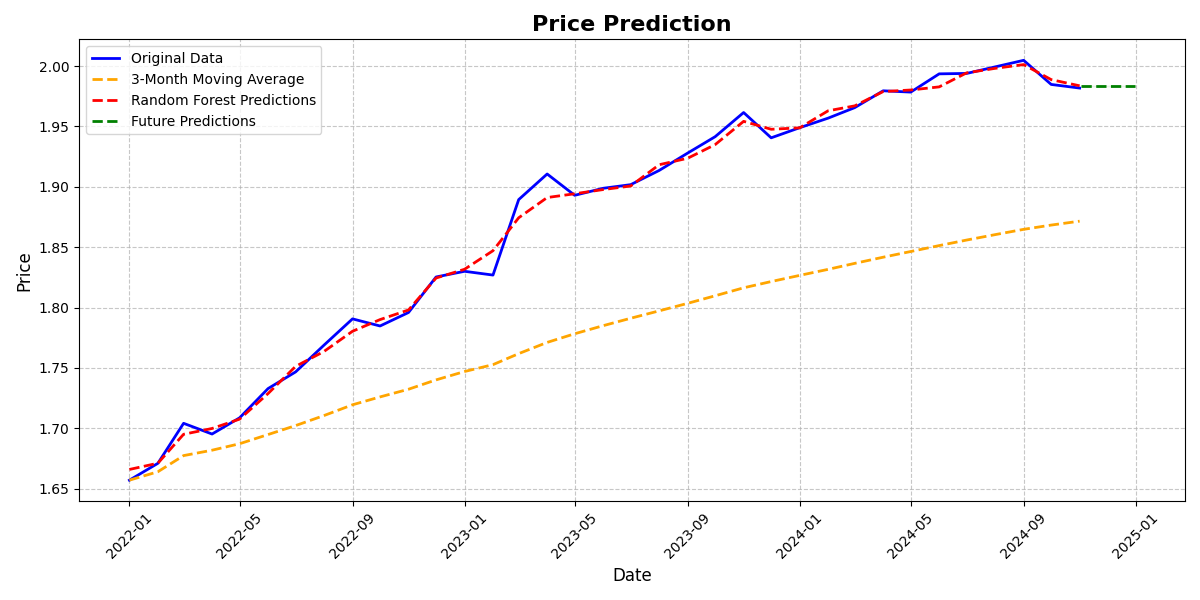 Price Prediction
Original Data
3-Month Moving Average
Random Forest Predictions
Future Predictions
2.00
1.95
1.90
1.85
1.80
1.75
1.70
1.65
Price
2022-01
2022-05
2022-09
2023-01
2023-05
2023-09
2024-01
2024-05
2024-09
2025-01
Date